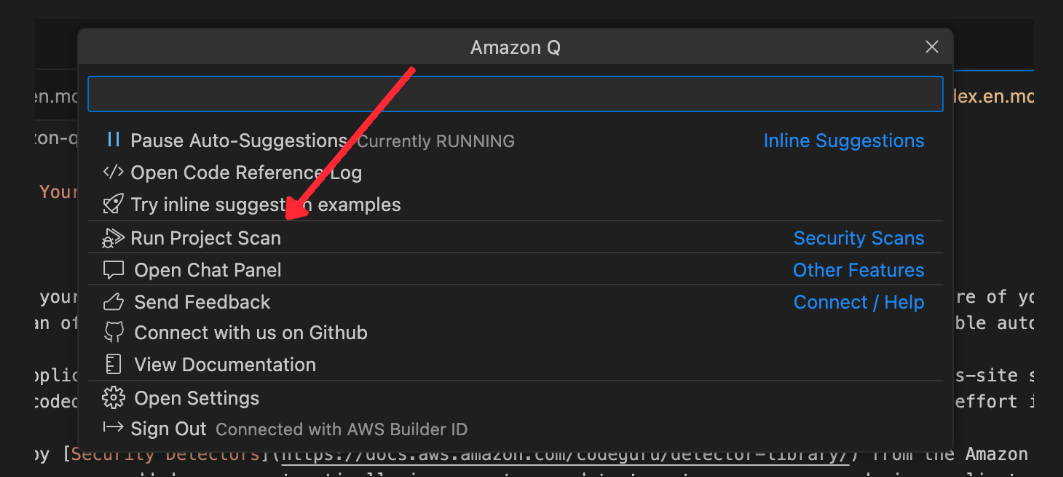 Amazon Q
en.md
lex.en.md
Pause Auto-Suggestions Currently RUNNING Inline Suggestions
zon-q
Open Code Reference Log
Your
Try inline suggestion examples
Run Project Scan Security Scans
Open Chat Panel Other Features
your
Send Feedback Connect / Help
re of yo
an of
Connect with us on Github
ble auto
View Documentation
pplic
s-site s
Open Settings
coded
effort i
Sign Out Connected with AWS Builder ID
by [Security Detectors](https://docs.aws.amazon.com/codeguru/detector-library/) from the Amazon